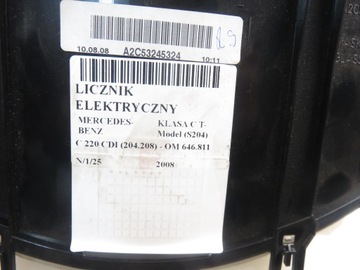 10.08.08 A2C53245324 10:11
LICZNIK
ELEKTRYCZNY
MERCEDES-BENZ KLASA C T-Model (S204)
C 220 CDI (204.208) - OM 646.811
N/1/25 2008